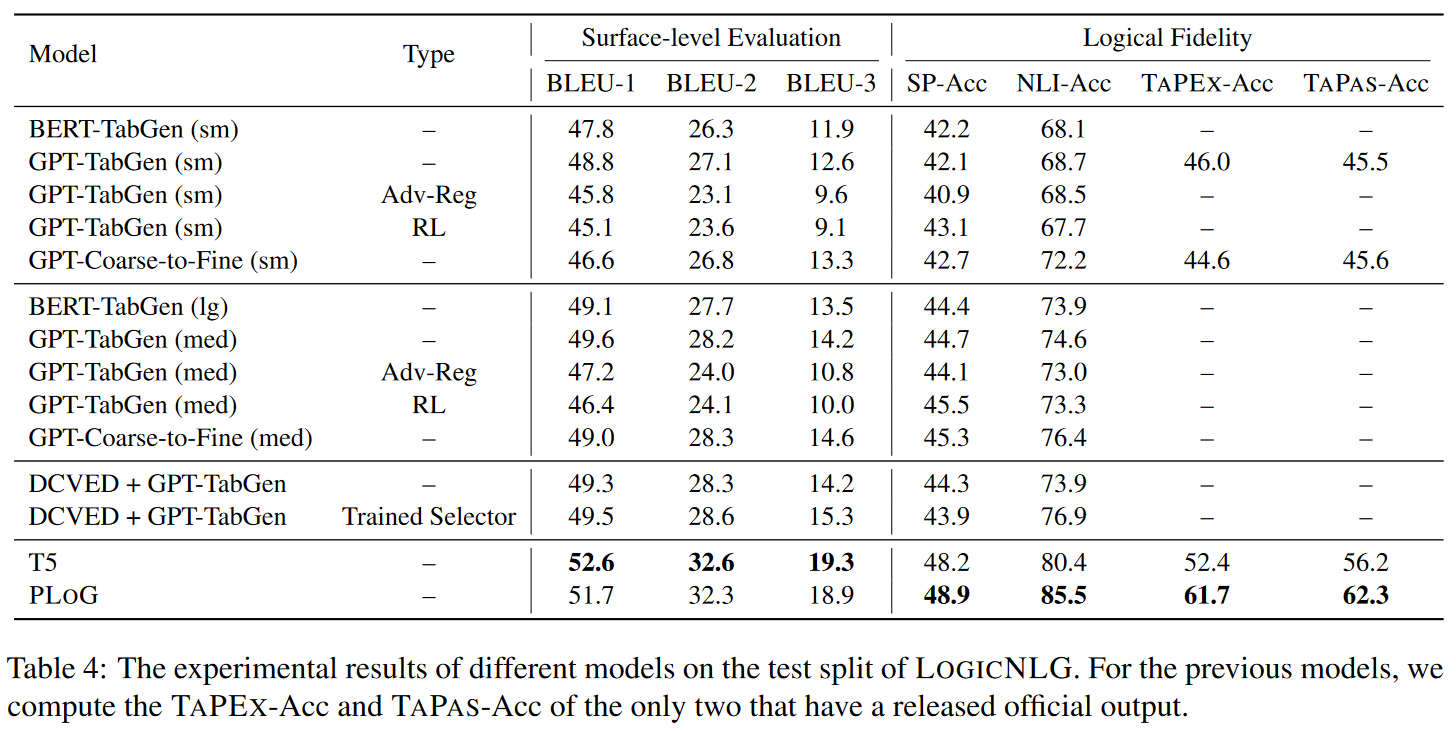 Model Type Surface-level Evaluation Logical Fidelity
BLEU-1 BLEU-2 BLEU-3 SP-Acc NLI-Acc TAPEX-Acc TAPAS-Acc
BERT-TabGen (sm) – 47.8 26.3 11.9 42.2 68.1 – –
GPT-TabGen (sm) – 48.8 27.1 12.6 42.1 68.7 46.0 45.5
GPT-TabGen (sm) Adv-Reg 45.8 23.1 9.6 40.9 68.5 – –
GPT-TabGen (sm) RL 45.1 23.6 9.1 43.1 67.7 – –
GPT-Coarse-to-Fine (sm) – 46.6 26.8 13.3 42.7 72.2 44.6 45.6
BERT-TabGen (lg) – 49.1 27.7 13.5 44.4 73.9 – –
GPT-TabGen (med) – 49.6 28.2 14.2 44.7 74.6 – –
GPT-TabGen (med) Adv-Reg 47.2 24.0 10.8 44.1 73.0 – –
GPT-TabGen (med) RL 46.4 24.1 10.0 45.5 73.3 – –
GPT-Coarse-to-Fine (med) – 49.0 28.3 14.6 45.3 76.4 – –
DCVED + GPT-TabGen – 49.3 28.3 14.2 44.3 73.9 – –
DCVED + GPT-TabGen Trained Selector 49.5 28.6 15.3 43.9 76.9 – –
T5 – 52.6 32.6 19.3 48.2 80.4 52.4 56.2
PLOG – 51.7 32.3 18.9 48.9 85.5 61.7 62.3
Table 4: The experimental results of different models on the test split of LOGICNLG. For the previous models, we
compute the TAPEX-Acc and TAPAS-Acc of the only two that have a released official output.